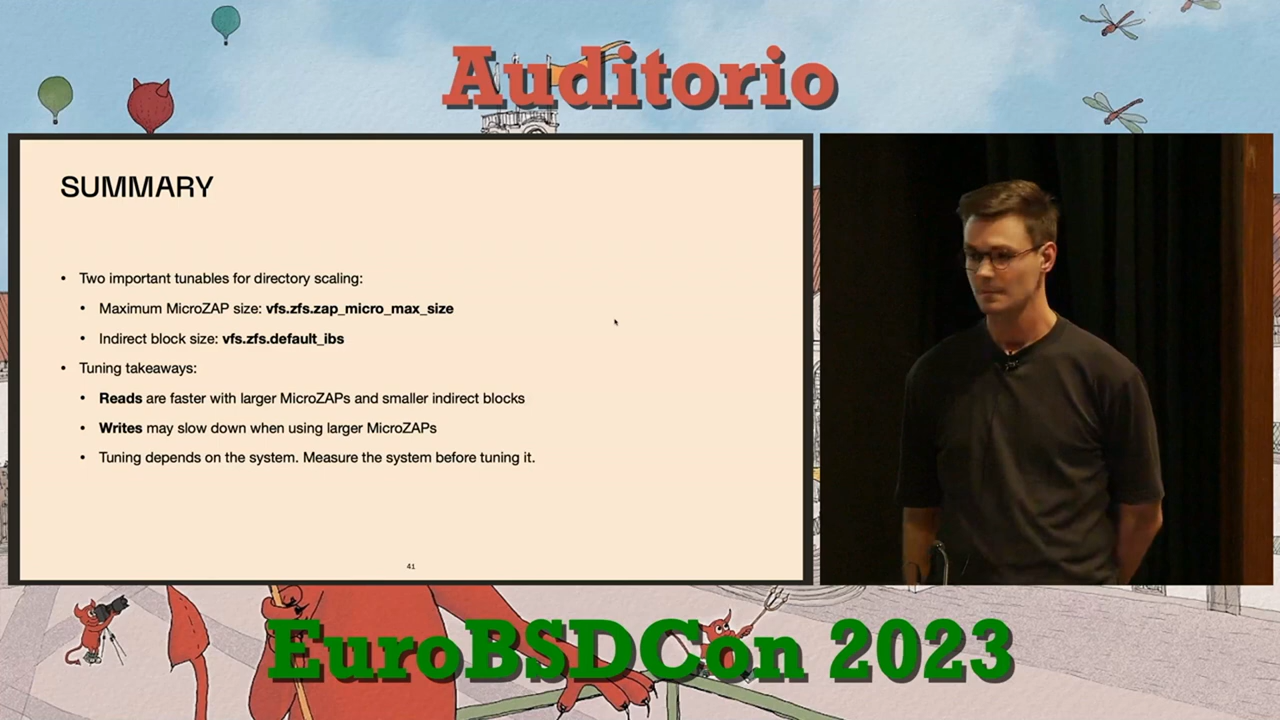 Auditorio
SUMMARY
• Two important tunables for directory scaling:
• Maximum MicroZAP size: vfs.zfs.zap_micro_max_size
• Indirect block size: vfs.zfs.default_ibs
• Tuning takeaways:
• Reads are faster with larger MicroZAPs and smaller indirect blocks
• Writes may slow down when using larger MicroZAPs
• Tuning depends on the system. Measure the system before tuning it.
41
EuroBSDCon 2023